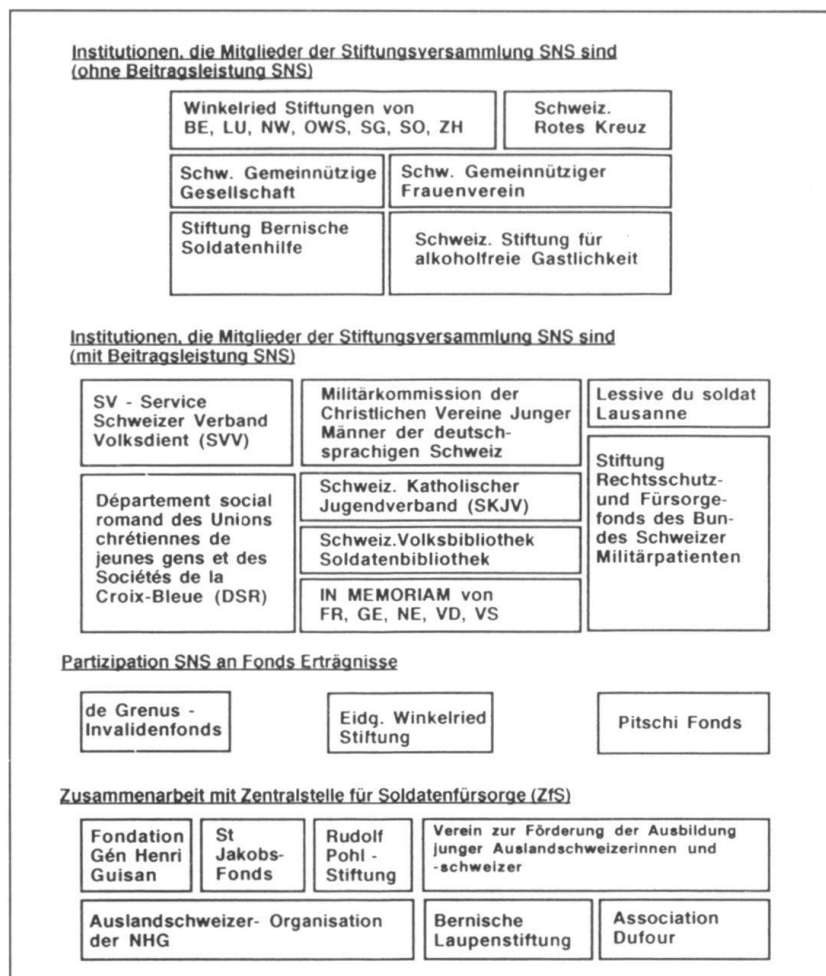 Institutionen, die Mitglieder der Stiftungsversammlung SNS sind
(ohne Beitragsleistung SNS)
Winkelried Stiftungen von
BE, LU, NW, OWS, SG, SO, ZH
Schweiz.
Rotes Kreuz
Schw. Gemeinnützige
Gesellschaft
Schw. Gemeinnütziger
Frauenverein
Stiftung Bernische
Soldatenhilfe
Schweiz. Stiftung für
alkoholfreie Gastlichkeit
Institutionen, die Mitglieder der Stiftungsversammlung SNS sind
(mit Beitragsleistung SNS)
SV - Service
Schweizer Verband
Volksdienst (SVV)
Militärkommission der
Christlichen Vereine Junger
Männer der deutsch-
sprachigen Schweiz
Lessive du soldat
Lausanne
Département social
romand des Unions
chrétiennes de
jeunes gens et des
Sociétés de la
Croix-Bleue (DSR)
Schweiz. Katholischer
Jugendverband (SKJV)
Schweiz.Volksbibliothek
Soldatenbibliothek
IN MEMORIAM von
FR, GE, NE, VD, VS
Stiftung
Rechtsschutz-
und Fürsorge-
fonds des Bun-
des Schweizer
Militärpatienten
Partizipation SNS an Fonds Erträgnisse
de Grenus -
Invalidenfonds
Eidg. Winkelried
Stiftung
Pitschi Fonds
Zusammenarbeit mit Zentralstelle für Soldatenfürsorge (ZfS)
Fondation
Gén Henri
Guisan
St
Jakobs-
Fonds
Rudolf
Pohl -
Stiftung
Verein zur Förderung der Ausbildung
junger Auslandschweizerinnen und
-schweizer
Auslandschweizer- Organisation
der NHG
Bernische
Laupenstiftung
Association
Dufour